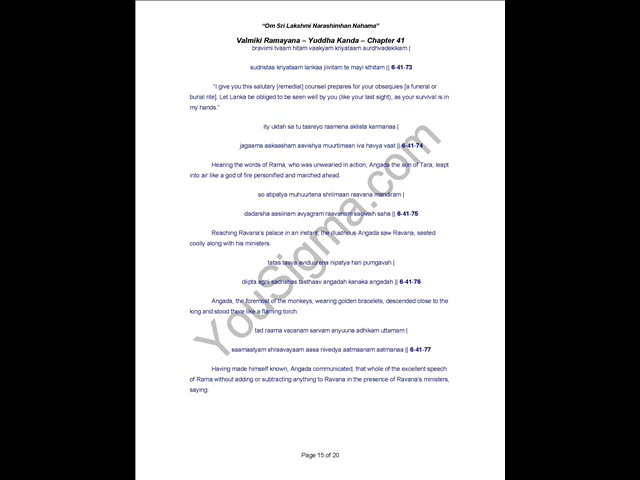 “Om Sri Lakshmi Narashimhan Nahama”
Valmiki Ramayana – Yuddha Kanda – Chapter 41
braviimi tvaam hitam vaakyam kriyataam aurdhvadekikam |
sudristaa kriyataam lankaa jiivitam te mayi sthitam || 6-41-73
“I give you this salutary [remedial] counsel prepares for your obsequies [a funeral or
burial rite]. Let Lanka be obliged to be seen well by you (like your last sight), as your survival is in
my hands.”
ity uktah sa tu taareyo raamena aklista karmanaa |
jagaama aakaasham aavishya muurtimaan iva havya vaat || 6-41-74
Hearing the words of Rama, who was unwearied in action, Angada the son of Tara, leapt
into air like a god of fire personified and marched ahead.
so atipatya muhuurtena shriimaan raavana mandiram |
dadarsha aasiinam avyagram raavanam sacivaih saha || 6-41-75
Reaching Ravana’s palace in an instant, the illustrious Angada saw Ravana, seated
coolly along with his ministers.
tatas tasya aviduurena nipatya hari pumgavah |
diipta agni sadrishas tasthaav angadah kanaka angadah || 6-41-76
Angada, the foremost of the monkeys, wearing golden bracelets, descended close to the
king and stood there like a flaming torch.
tad raama vacanam sarvam anyuuna adhikam uttamam |
saamaatyam shraavayaam aasa nivedya aatmaanam aatmanaa || 6-41-77
Having made himself known, Angada communicated, that whole of the excellent speech
of Rama without adding or subtracting anything to Ravana in the presence of Ravana’s ministers,
saying:
YouSigma.com
Page 15 of 20